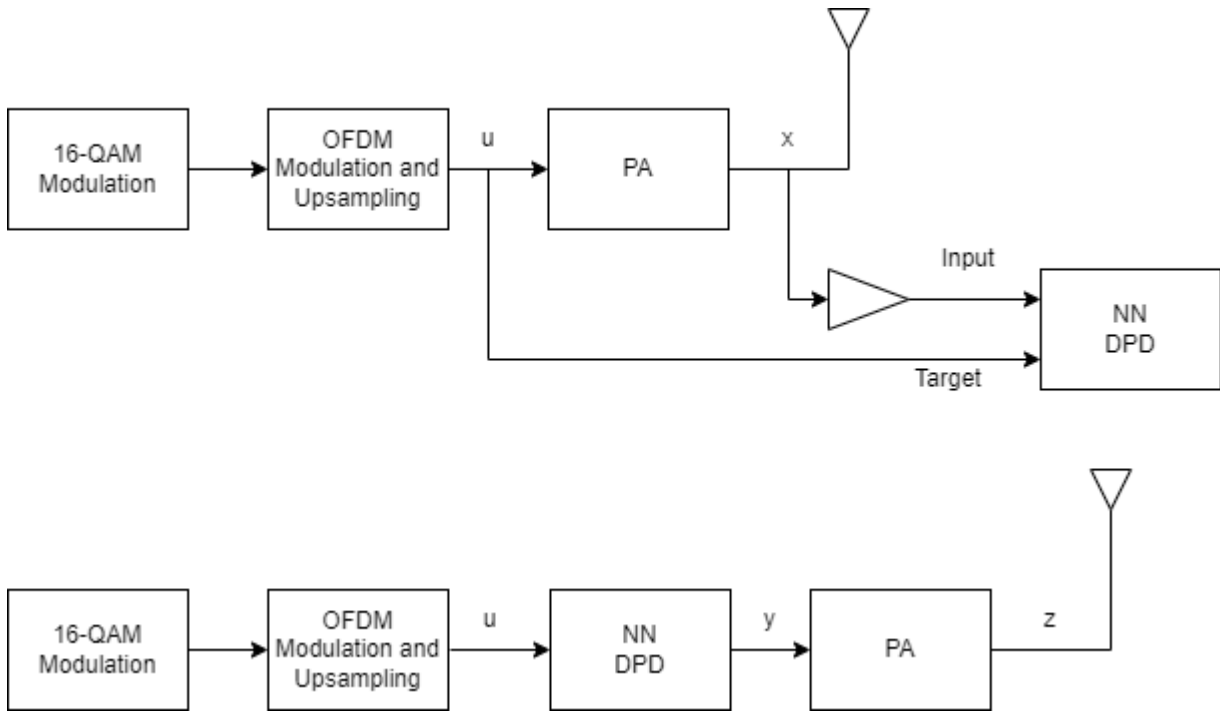 16-QAM
Modulation
OFDM
Modulation and
Upsampling
u
PA
x
Input
Target
NN
DPD
16-QAM
Modulation
OFDM
Modulation and
Upsampling
u
NN
DPD
y
PA
z